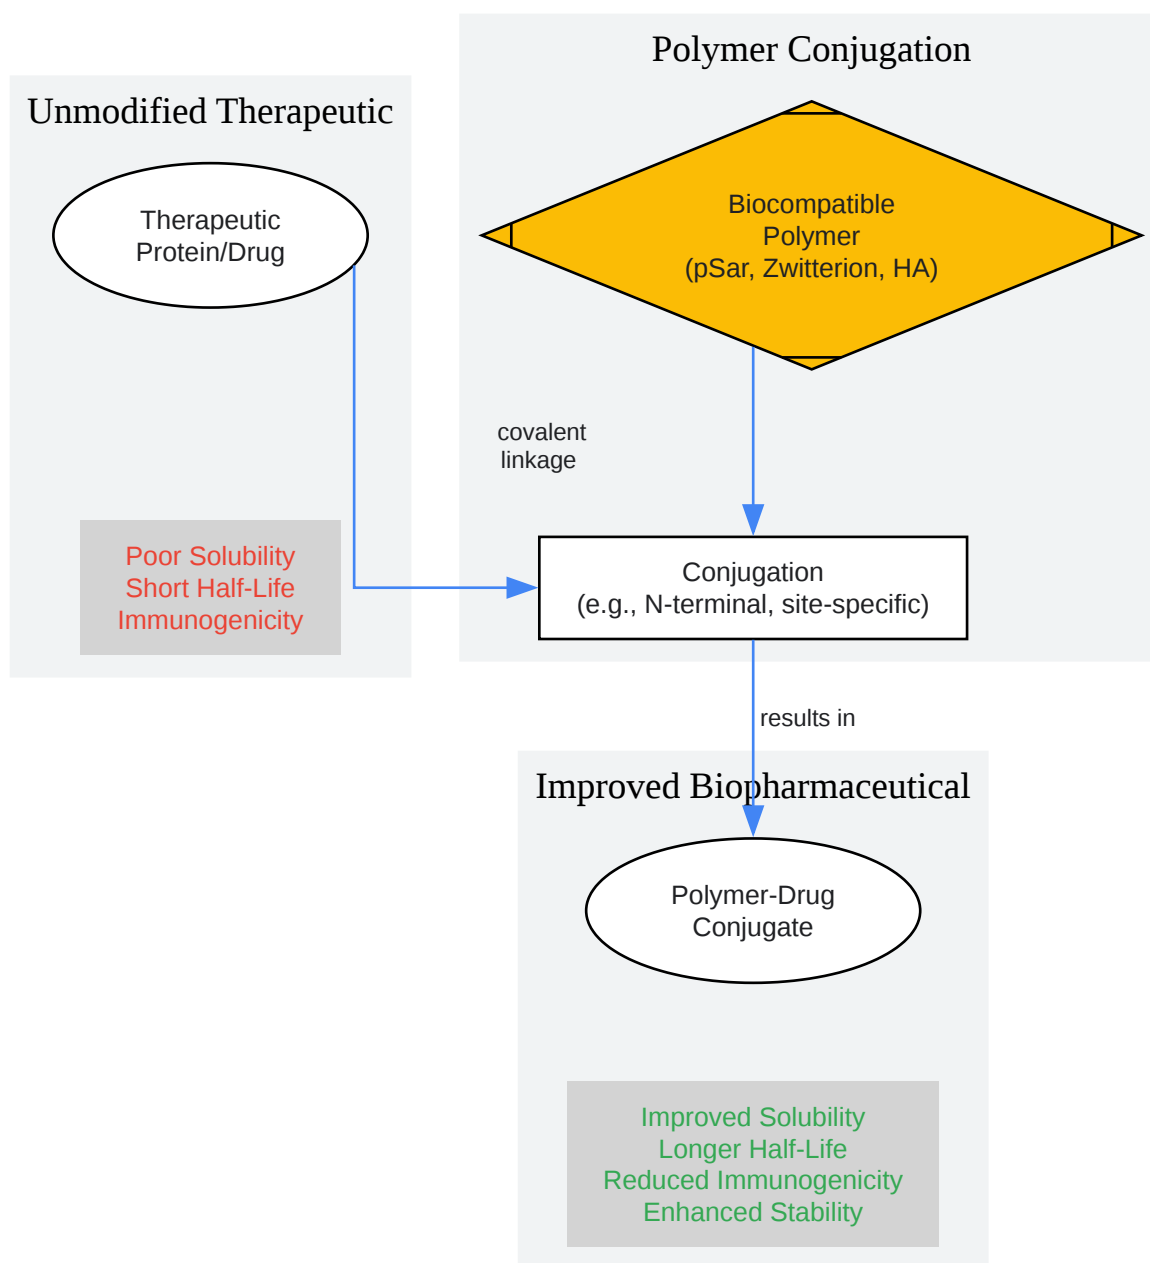 Polymer Conjugation
Unmodified Therapeutic
Therapeutic
Protein/Drug
Biocompatible
Polymer
(pSar, Zwitterion, HA)
covalent
linkage
Poor Solubility
Short Half-Life
Immunogenicity
Conjugation
(e.g., N-terminal, site-specific)
results in
Improved Biopharmaceutical
Polymer-Drug
Conjugate
Improved Solubility
Longer Half-Life
Reduced Immunogenicity
Enhanced Stability